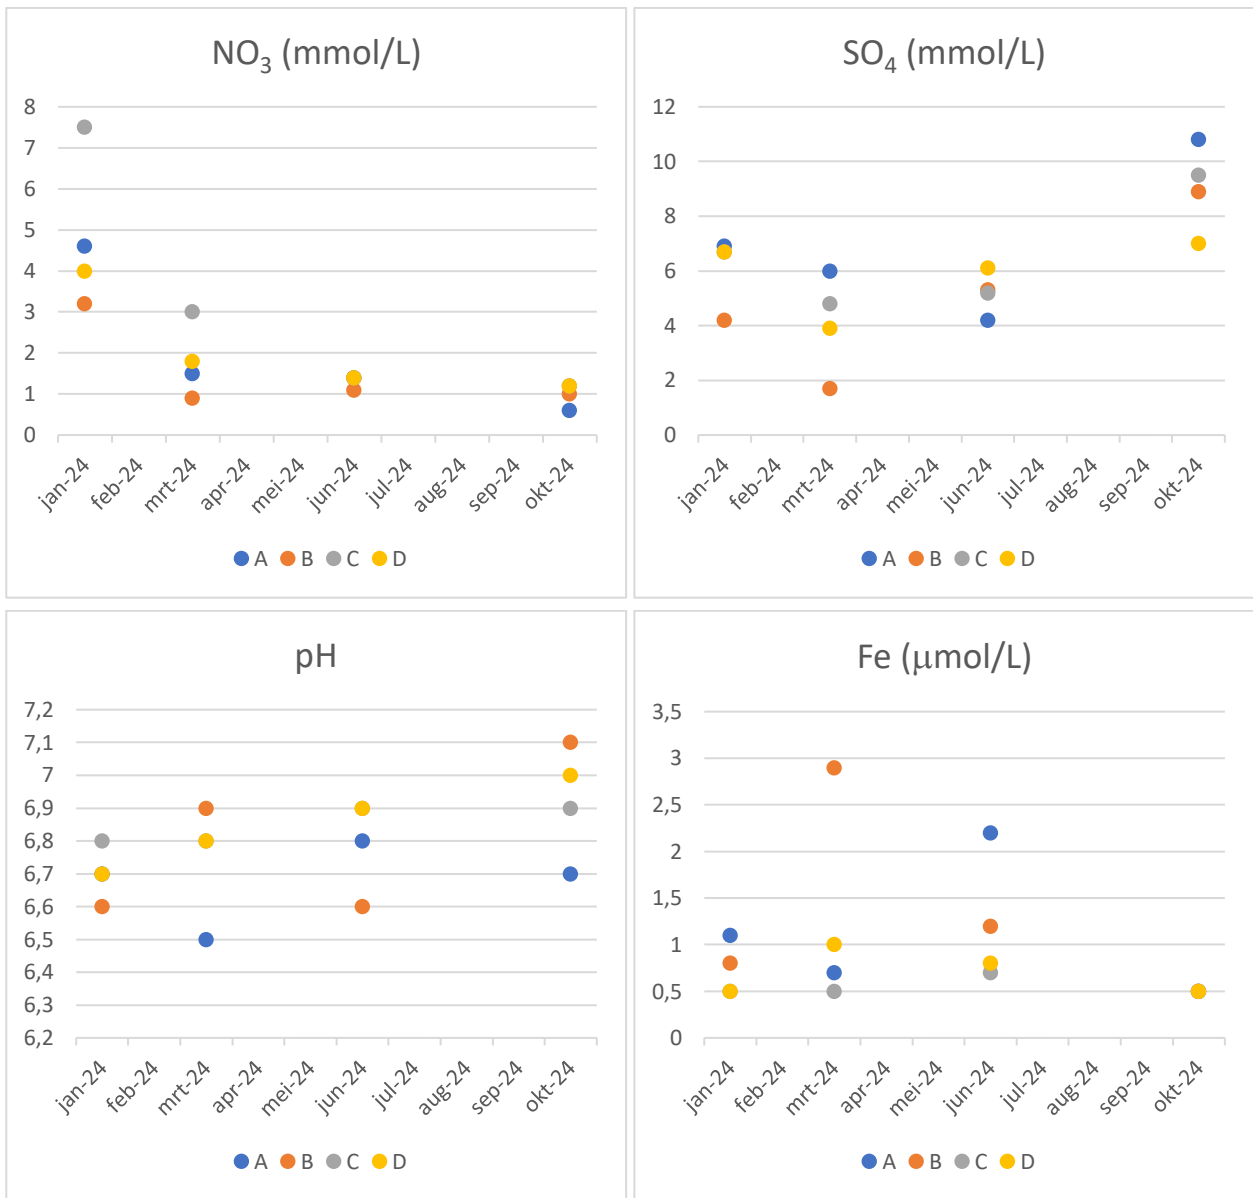 NO₃ (mmol/L)
8
7
6
5
4
3
2
1
0
jan-24 feb-24 mrt-24 apr-24 mei-24 jun-24 jul-24 aug-24 sep-24 okt-24
A B C D
SO₄ (mmol/L)
12
10
8
6
4
2
0
jan-24 feb-24 mrt-24 apr-24 mei-24 jun-24 jul-24 aug-24 sep-24 okt-24
A B C D
pH
7,2
7,1
7
6,9
6,8
6,7
6,6
6,5
6,4
6,3
6,2
jan-24 feb-24 mrt-24 apr-24 mei-24 jun-24 jul-24 aug-24 sep-24 okt-24
A B C D
Fe (μmol/L)
3,5
3
2,5
2
1,5
1
0,5
0
jan-24 feb-24 mrt-24 apr-24 mei-24 jun-24 jul-24 aug-24 sep-24 okt-24
A B C D